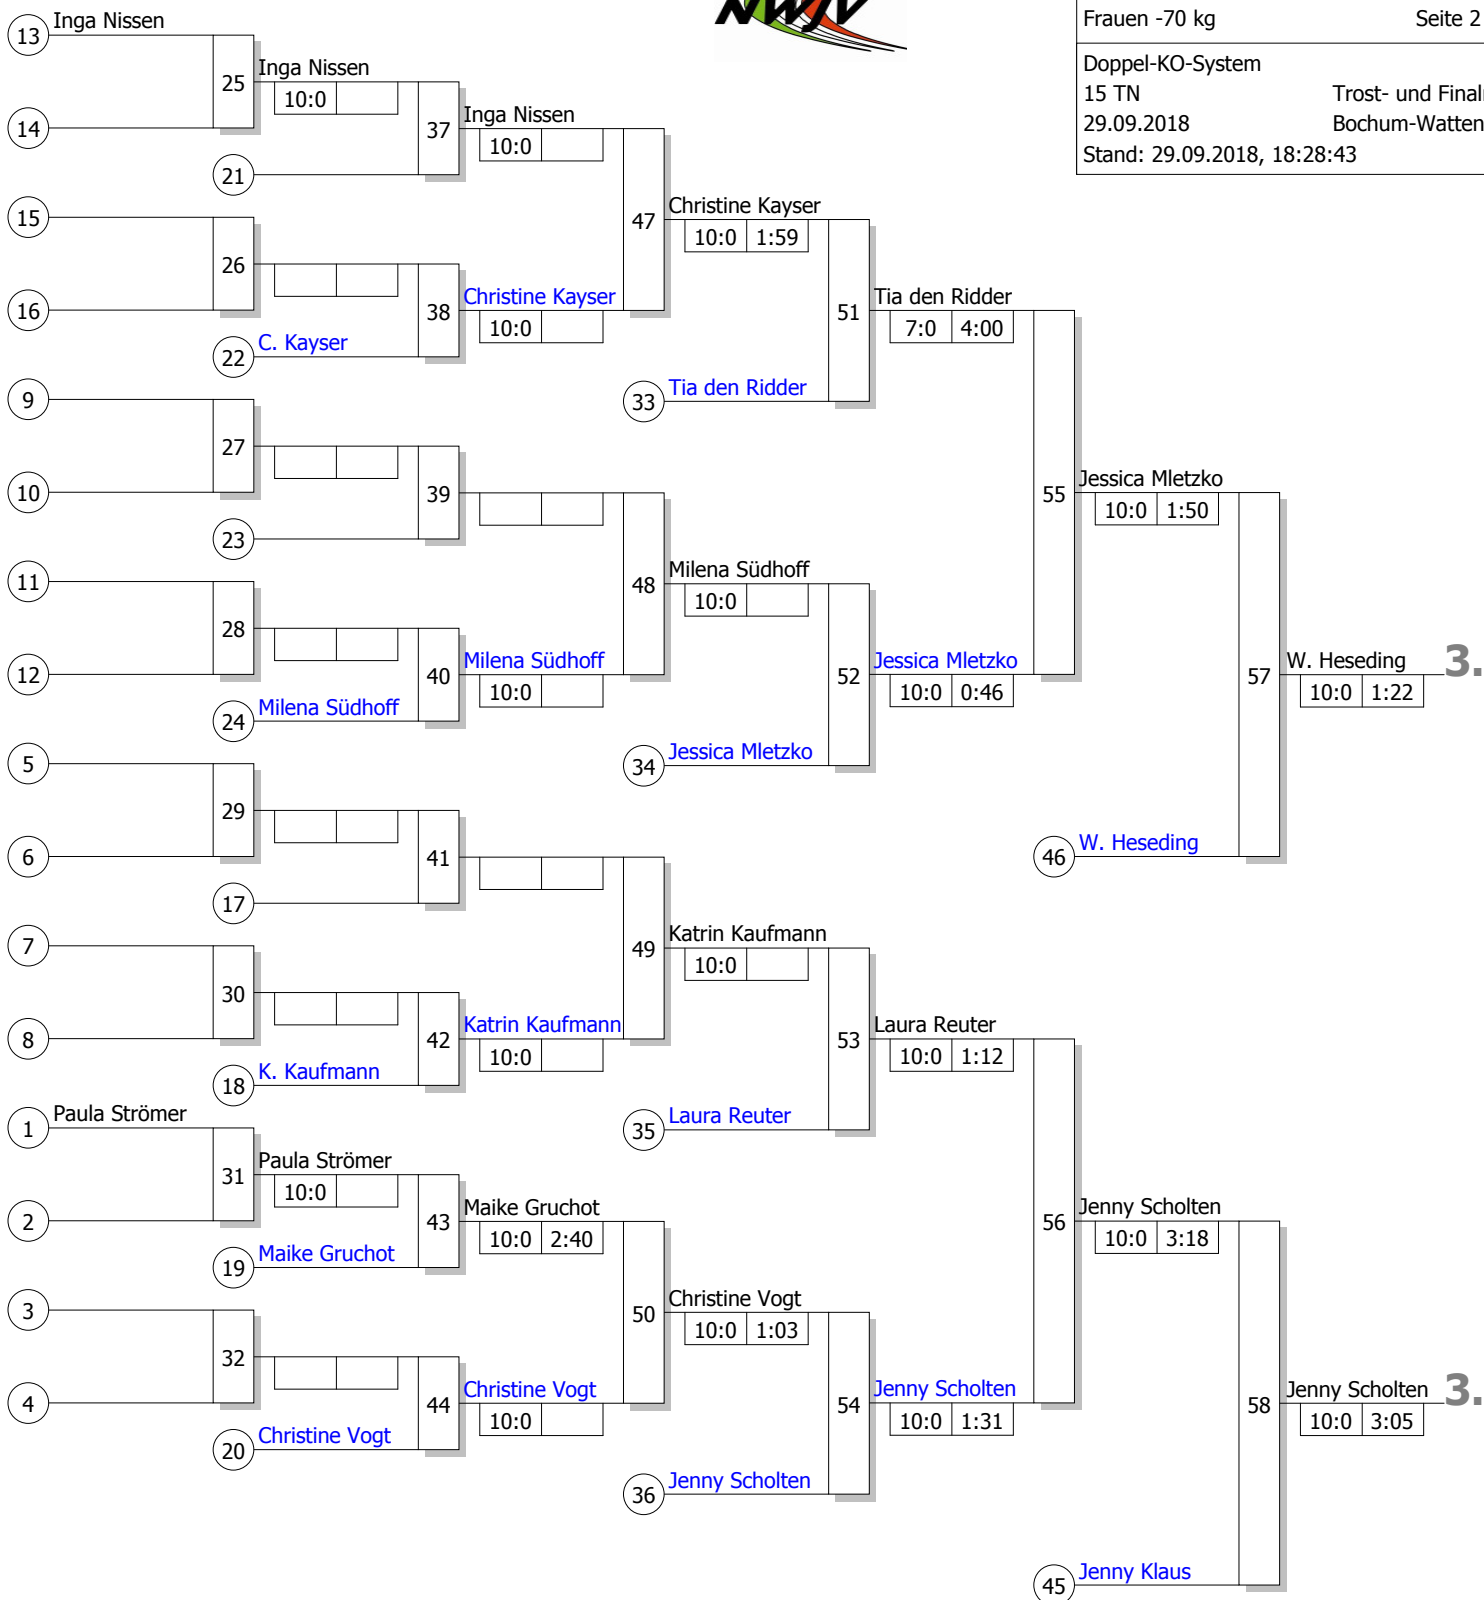 NWJV
Frauen -70 kg Seite 2
Doppel-KO-System
15 TN Trost- und Final
29.09.2018 Bochum-Watten
Stand: 29.09.2018, 18:28:43
13 Inga Nissen
25 Inga Nissen
10:0
14
37 Inga Nissen
10:0
21
15
47 Christine Kayser
10:0 1:59
26
16
38 Christine Kayser
10:0
22 C. Kayser
51 Tia den Ridder
7:0 4:00
9
33 Tia den Ridder
27
10
39
55 Jessica Mletzko
10:0 1:50
23
11
48 Milena Südhoff
10:0
28
12
40 Milena Südhoff
10:0
24 Milena Südhoff
52 Jessica Mletzko
10:0 0:46
57 W. Heseding 3.
10:0 1:22
5
34 Jessica Mletzko
29
6
41
46 W. Heseding
17
7
49 Katrin Kaufmann
10:0
30
8
42 Katrin Kaufmann
10:0
18 K. Kaufmann
53 Laura Reuter
10:0 1:12
1 Paula Strömer
35 Laura Reuter
31 Paula Strömer
10:0
2
43 Maike Gruchot
10:0 2:40
19 Maike Gruchot
56 Jenny Scholten
10:0 3:18
3
50 Christine Vogt
10:0 1:03
32
4
44 Christine Vogt
10:0
20 Christine Vogt
54 Jenny Scholten
10:0 1:31
58 Jenny Scholten 3.
10:0 3:05
36 Jenny Scholten
45 Jenny Klaus